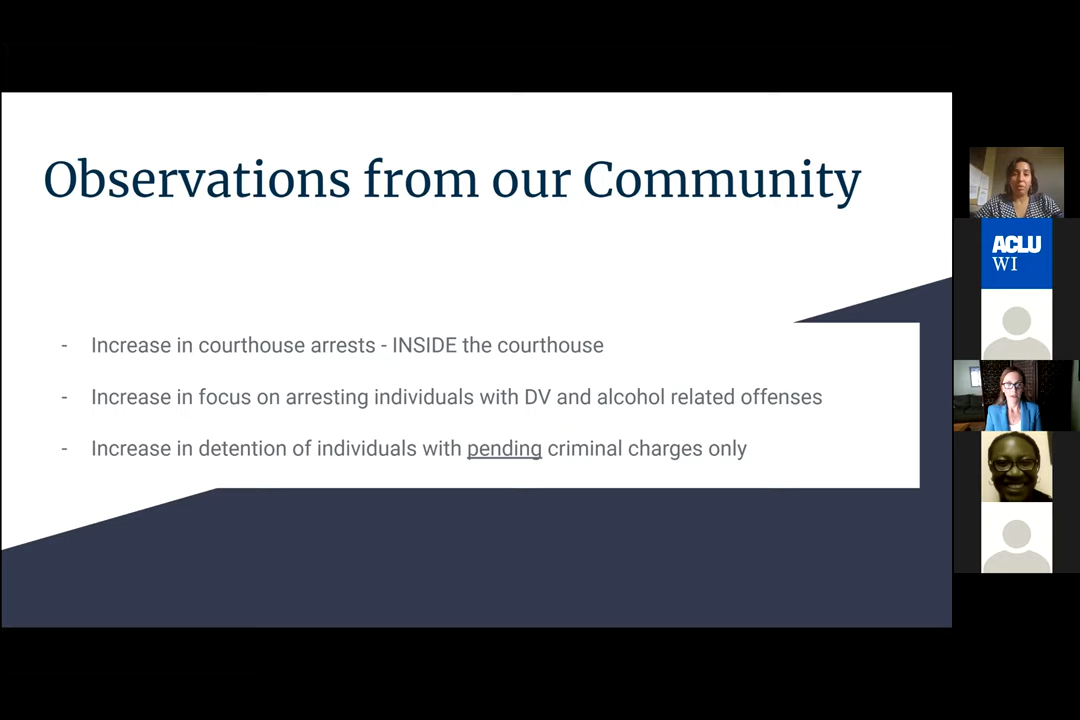 Observations from our Community
- Increase in courthouse arrests - INSIDE the courthouse
- Increase in focus on arresting individuals with DV and alcohol related offenses
- Increase in detention of individuals with pending criminal charges only
ACLU
WI